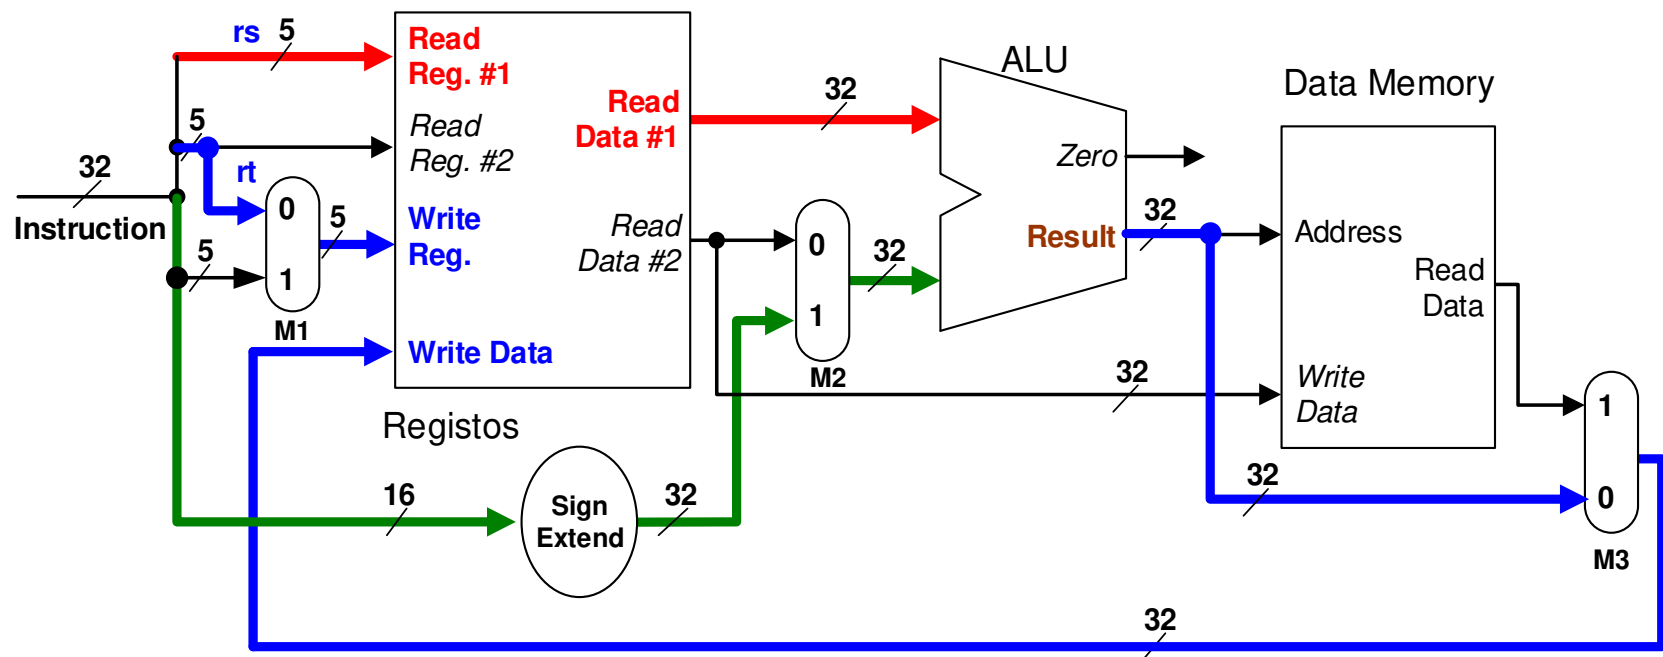 rs
5
Read
Reg. #1
5
Read
Reg. #2
32
Instruction
rt
0
1
5
5
M1
Write
Reg.
Write Data
Read
Data #1
Read
Data #2
Registos
16
Sign
Extend
32
32
0
1
M2
32
ALU
Zero
Result
32
32
Data Memory
Address
Read
Data
Write
Data
32
1
0
M3
32